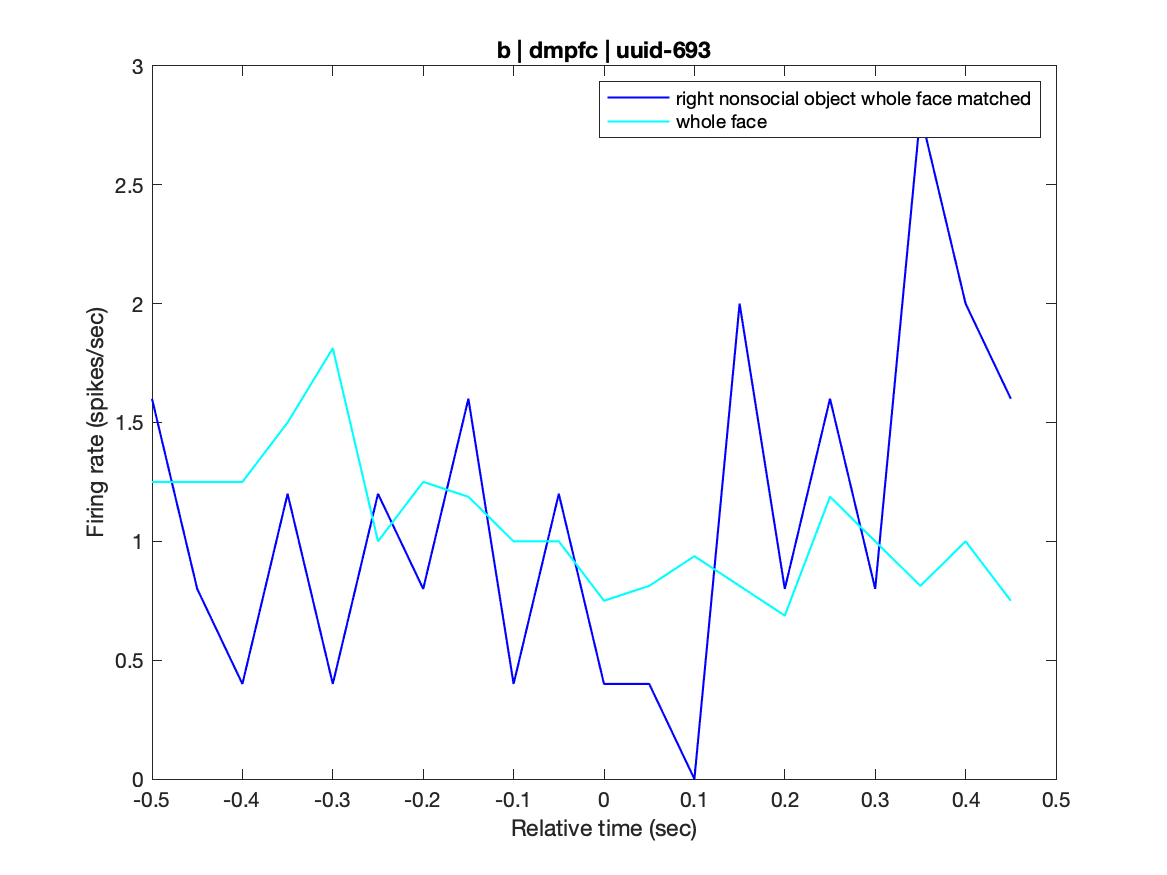 b | dmpfc | uuid-693
right nonsocial object whole face matched
whole face
3
2.5
2
1.5
1
0.5
0
Firing rate (spikes/sec)
-0.5 -0.4 -0.3 -0.2 -0.1 0 0.1 0.2 0.3 0.4 0.5
Relative time (sec)